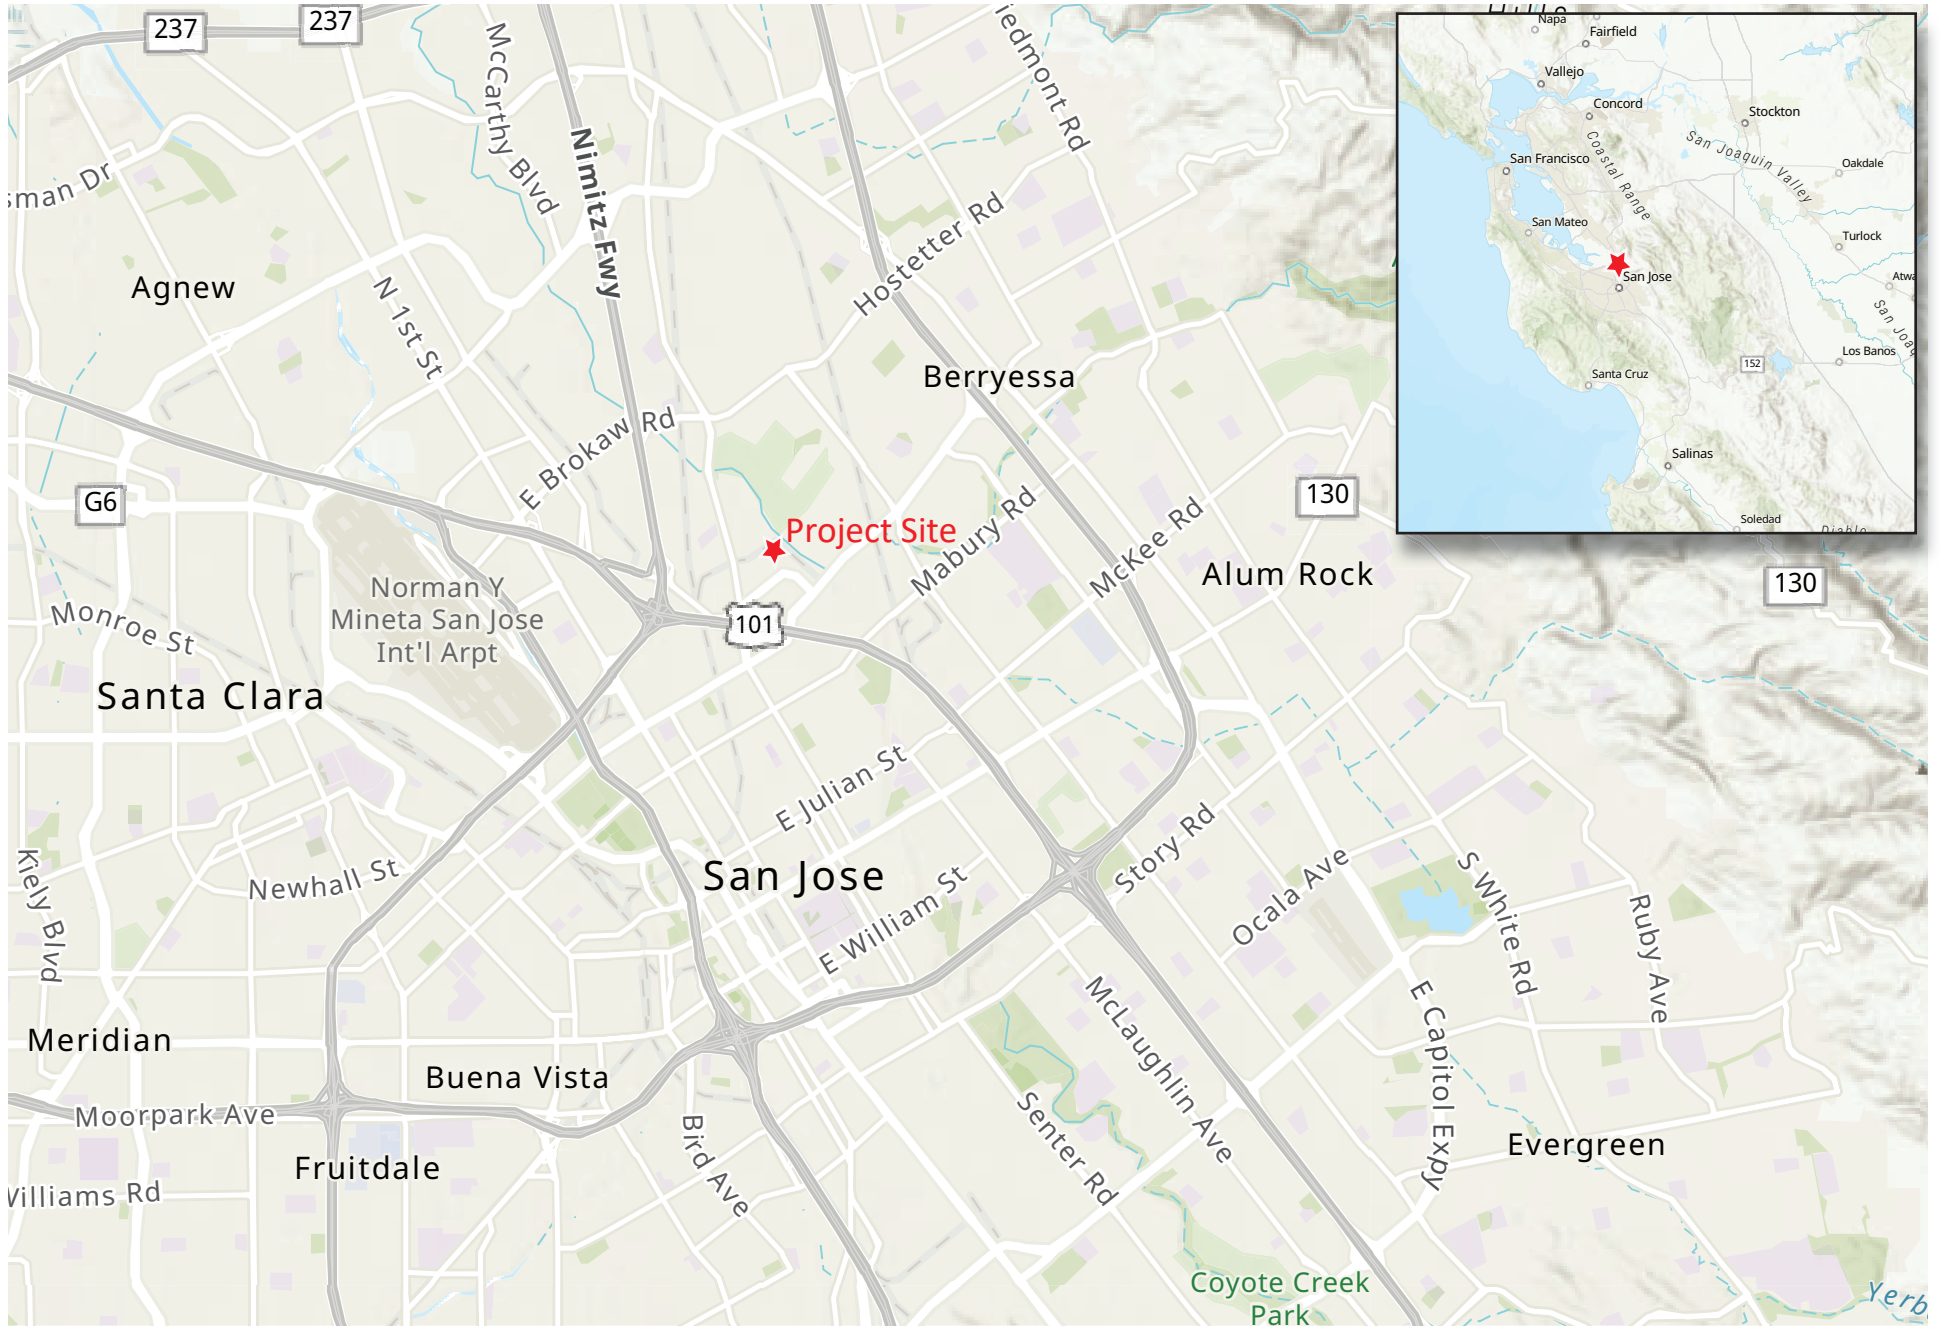 237
237
McCarthy Blvd
Nimitz Fwy
iedmont Rd
sman Dr
Agnew
N 1st St
Hostetter Rd
Berryessa
E Brokaw Rd
G6
Project Site
Mabury Rd
McKee Rd
130
Alum Rock
130
Norman Y
Mineta San Jose
Int'l Arpt
101
Monroe St
Santa Clara
E Julian St
San Jose
Story Rd
Newhall St
Kiely Blvd
E William St
Ocala Ave
S White Rd
Ruby Ave
Meridian
Buena Vista
McLaughlin Ave
E Capitol Expy
Moorpark Ave
Bird Ave
Senter Rd
Evergreen
Fruitdale
Williams Rd
Coyote Creek
Park
Yerb
Napa
Fairfield
Vallejo
Concord
Stockton
Coastal Range
San Joaquin Valley
San Francisco
Oakdale
San Mateo
Turlock
San Jose
Atwa
San Joaq
Los Banos
152
Santa Cruz
Salinas
Soledad